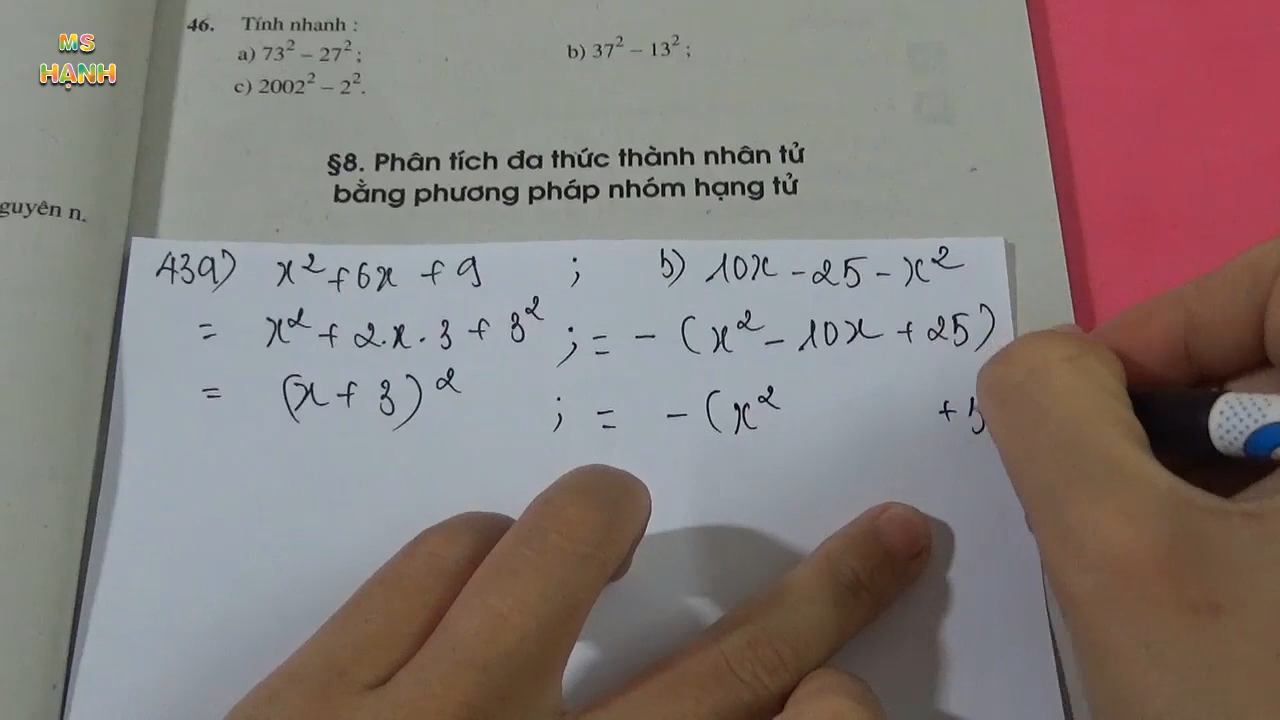 MS
HẠNH
guyên n.
46. Tính nhanh :
a) 73² – 27² ; b) 37² – 13² ;
c) 2002² – 2².
§8. Phân tích đa thức thành nhân tử
bằng phương pháp nhóm hạng tử
43a) x² + 6x + 9 ; b) 10x - 25 - x²
= x² + 2.x.3 + 3² ; = - (x² - 10x + 25)
= (x + 3)² ; = - (x² + 5